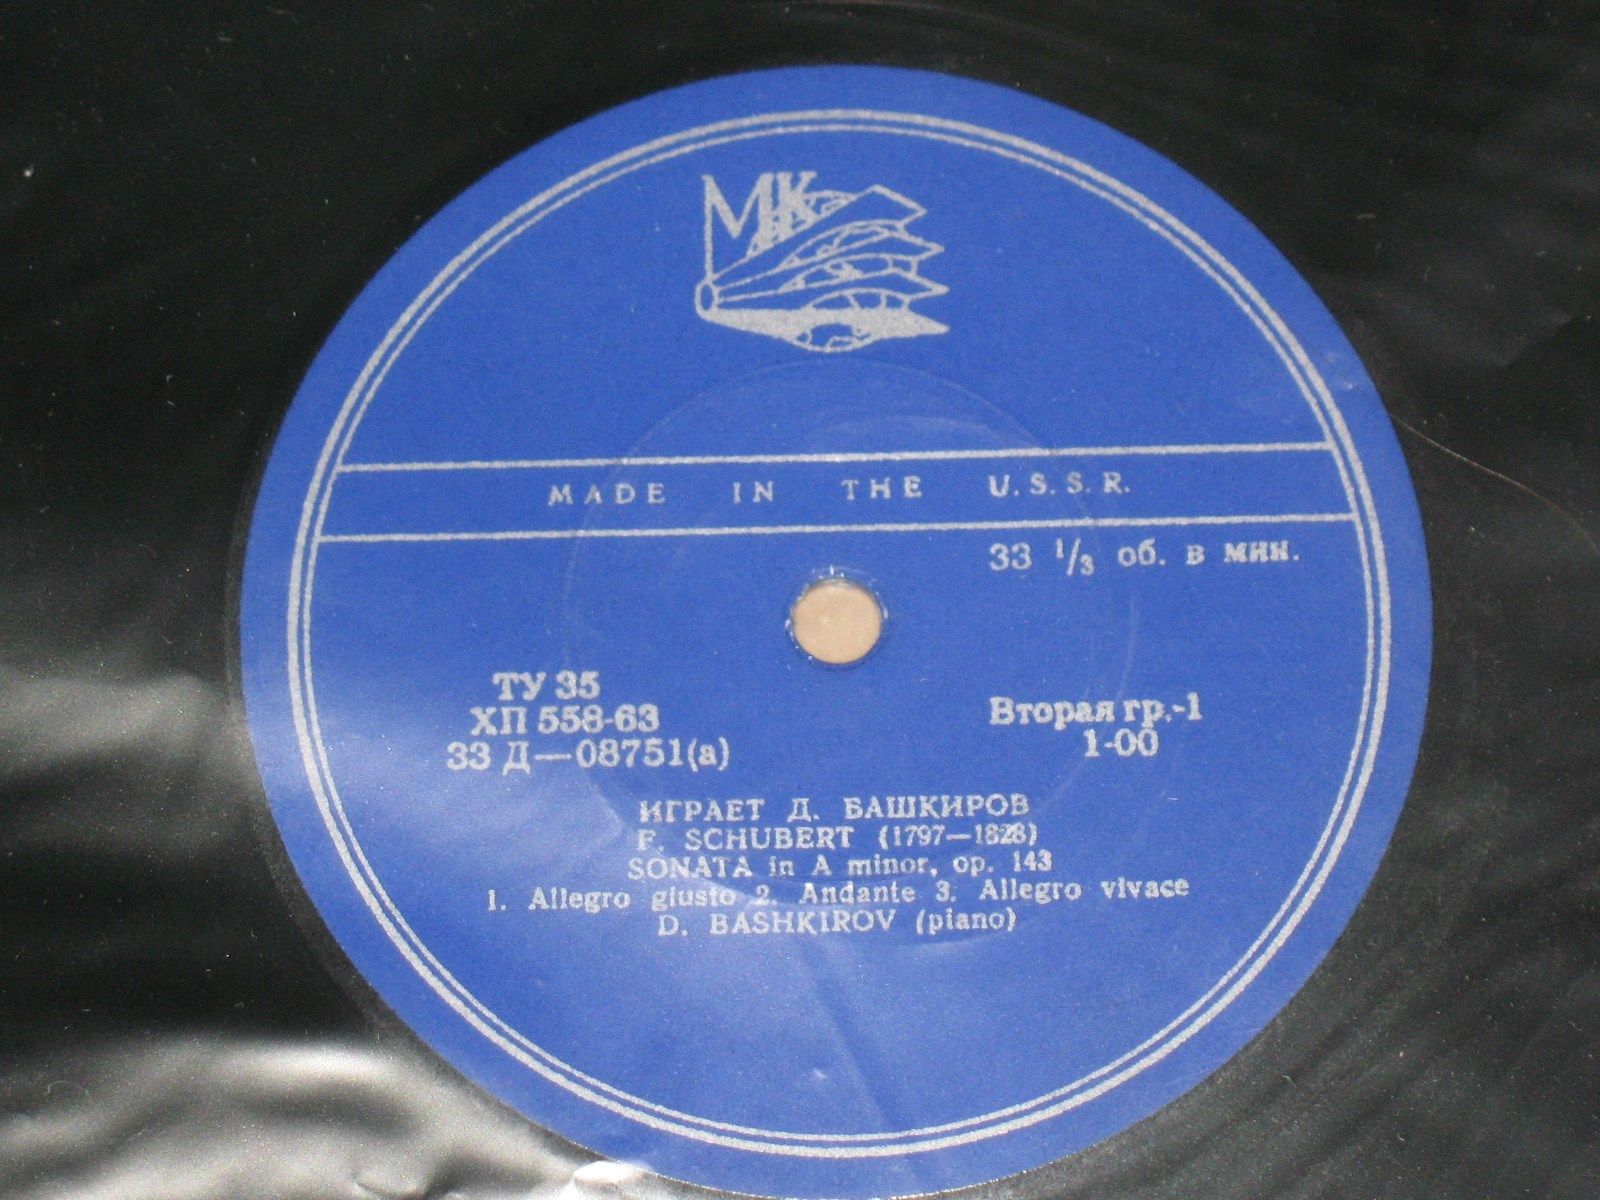 МК
MADE IN THE U.S.S.R.
33 1/3 об. в мин.
ТУ 35
ХП 558-63
33 Д—08751(а)
Вторая гр.-1
1-00
ИГРАЕТ Д. БАШКИРОВ
F. SCHUBERT (1797—1828)
SONATA in A minor, op. 143
1. Allegro giusto 2. Andante 3. Allegro vivace
D. BASHKIROV (piano)